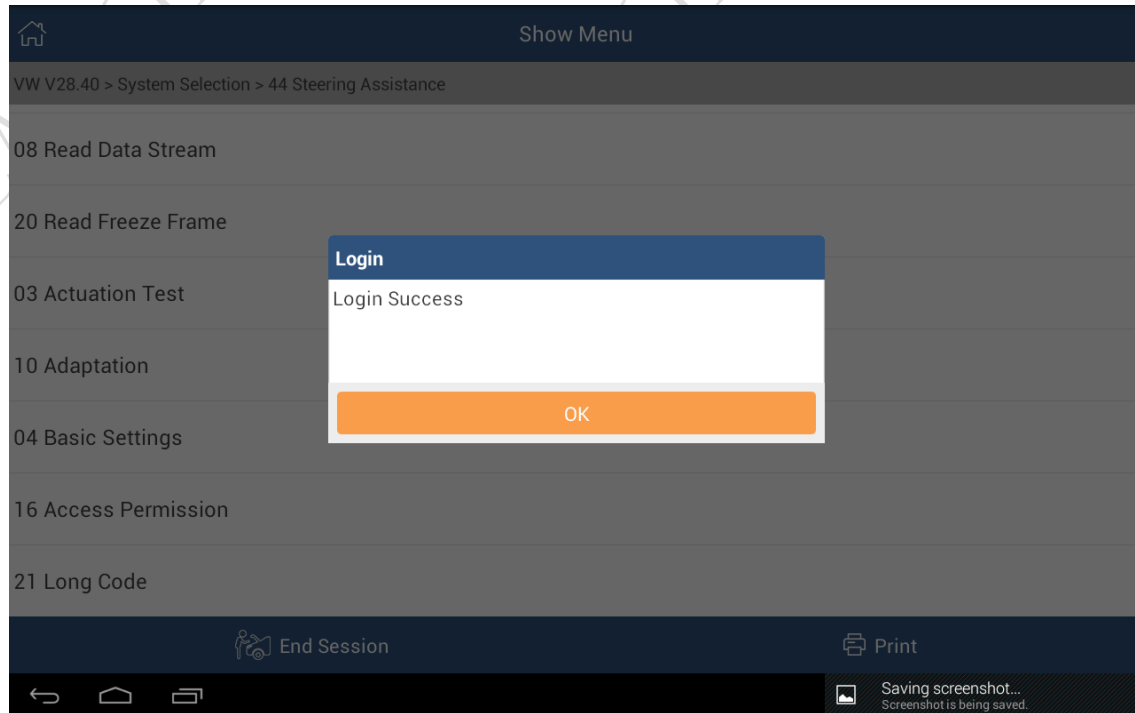 Show Menu
VW V28.40 > System Selection > 44 Steering Assistance
08 Read Data Stream
20 Read Freeze Frame
03 Actuation Test
10 Adaptation
04 Basic Settings
16 Access Permission
21 Long Code
Login
Login Success
OK
End Session
Print
Saving screenshot...
Screenshot is being saved.